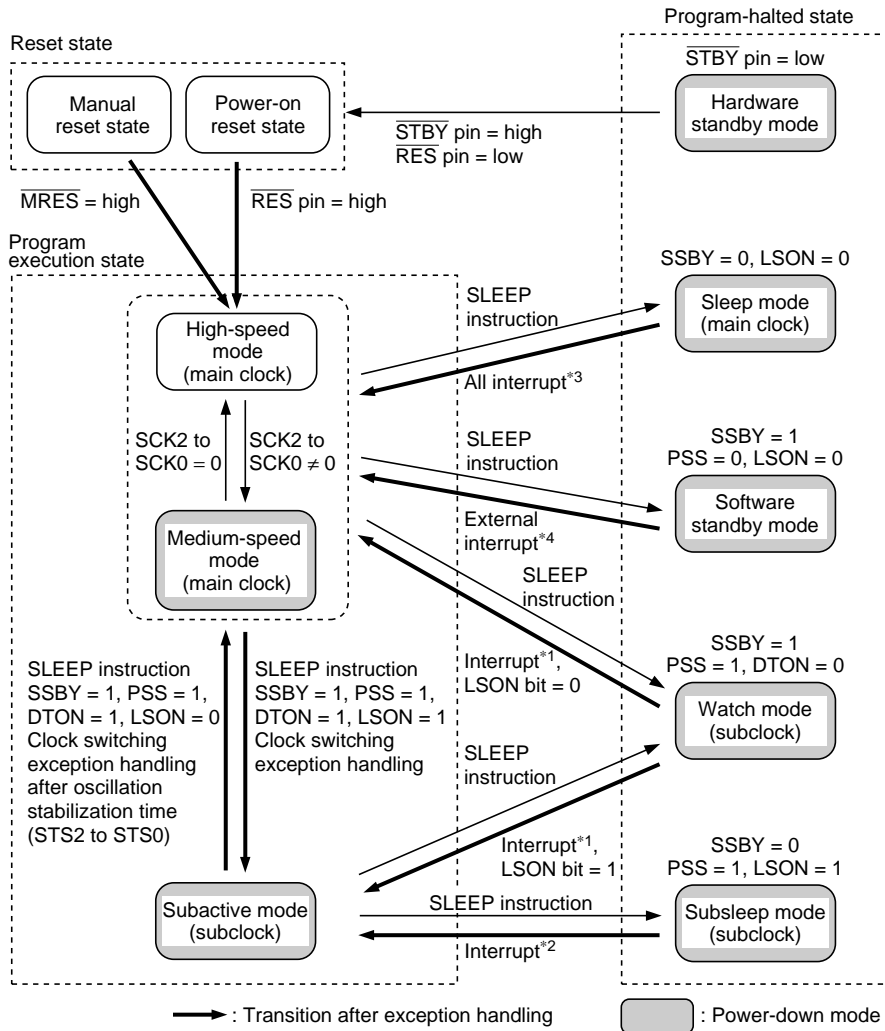 Program-halted state
Reset state
STBY pin = low
Manual
reset state
Power-on
reset state
Hardware
standby mode
STBY pin = high
RES pin = low
MRES = high
RES pin = high
Program
execution state
SSBY = 0, LSON = 0
SLEEP
instruction
Sleep mode
(main clock)
High-speed
mode
(main clock)
All interrupt*3
SCK2 to
SCK0 = 0
SCK2 to
SCK0 ≠ 0
SLEEP
instruction
SSBY = 1
PSS = 0, LSON = 0
Software
standby mode
External
interrupt*4
Medium-speed
mode
(main clock)
SLEEP
instruction
SSBY = 1
PSS = 1, DTON = 0
Interrupt*1,
LSON bit = 0
Watch mode
(subclock)
SLEEP instruction
SSBY = 1, PSS = 1,
DTON = 1, LSON = 0
Clock switching
exception handling
after oscillation
stabilization time
(STS2 to STS0)
SLEEP instruction
SSBY = 1, PSS = 1,
DTON = 1, LSON = 1
Clock switching
exception handling
SLEEP
instruction
Interrupt*1,
LSON bit = 1
SSBY = 0
PSS = 1, LSON = 1
Subactive mode
(subclock)
SLEEP instruction
Subsleep mode
(subclock)
Interrupt*2
: Transition after exception handling
: Power-down mode